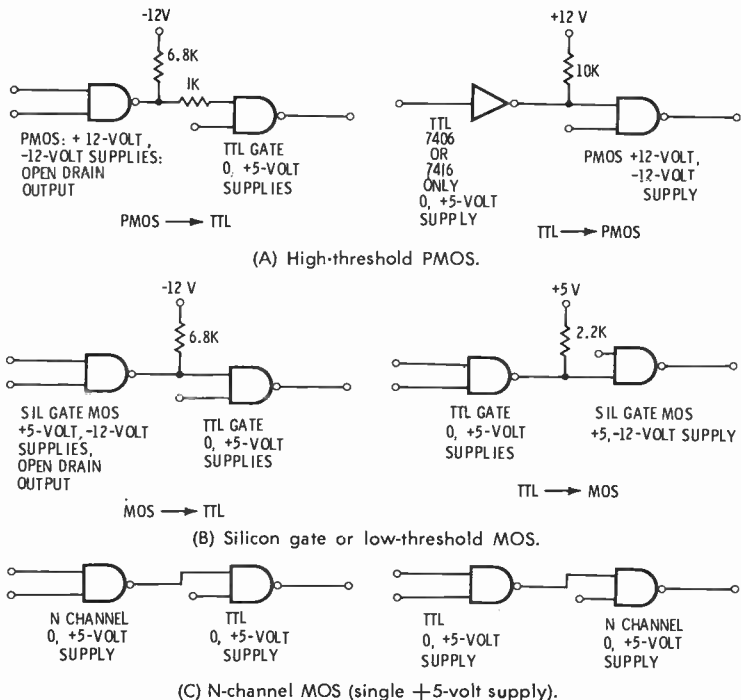 -12V
6.8K
1K
PMOS: + 12-VOLT,
-12-VOLT SUPPLIES:
OPEN DRAIN
OUTPUT
TTL GATE
0, +5-VOLT
SUPPLIES
PMOS → TTL
+12 V
10K
TTL
7406
OR
7416
ONLY
0, +5-VOLT
SUPPLY
PMOS +12-VOLT,
-12-VOLT
SUPPLY
TTL → PMOS
(A) High-threshold PMOS.
-12 V
6.8K
SIL GATE MOS
+5-VOLT, -12-VOLT
SUPPLIES,
OPEN DRAIN
OUTPUT
TTL GATE
0, +5-VOLT
SUPPLIES
MOS → TTL
+5 V
2.2K
TTL GATE
0, +5-VOLT
SUPPLIES
SIL GATE MOS
+5,-12-VOLT SUPPLY
TTL → MOS
(B) Silicon gate or low-threshold MOS.
N CHANNEL
0, +5-VOLT
SUPPLY
TTL
0, +5-VOLT
SUPPLY
TTL
0, +5-VOLT
SUPPLY
N CHANNEL
0, +5-VOLT
SUPPLY
(C) N-channel MOS (single +5-volt supply).